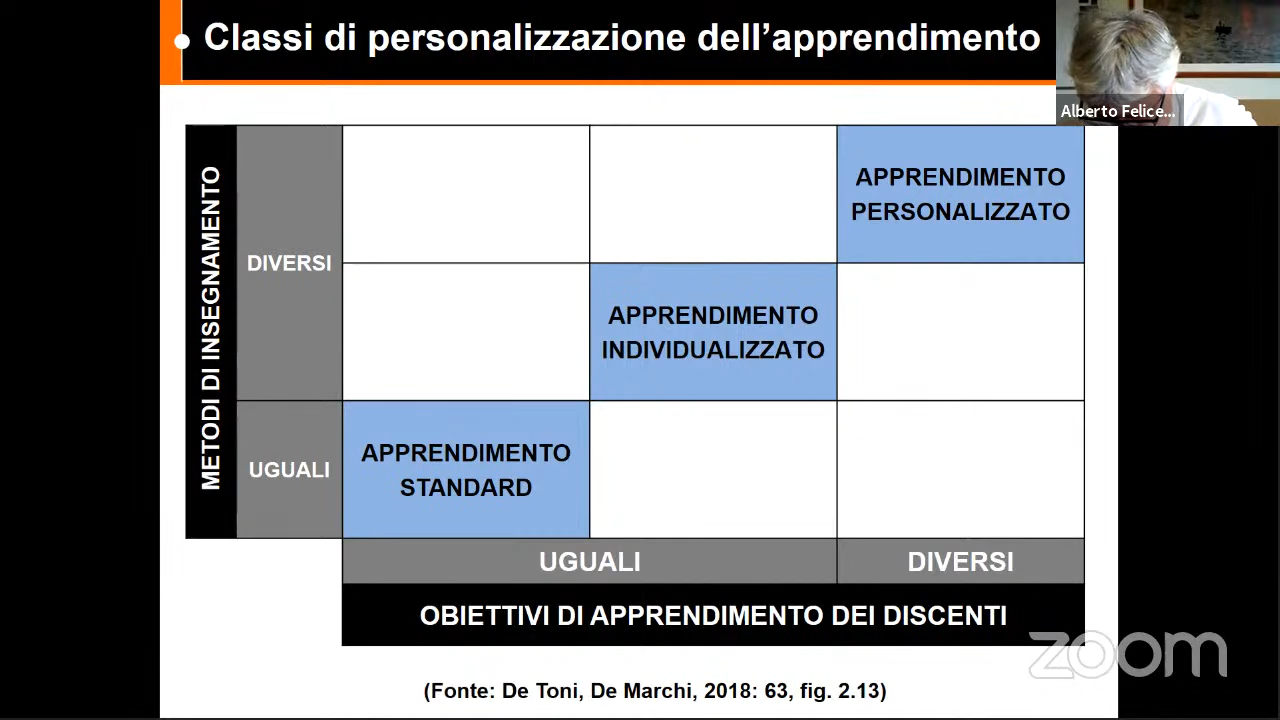 Classi di personalizzazione dell’apprendimento
Alberto Felice...
METODI DI INSEGNAMENTO
DIVERSI
APPRENDIMENTO
PERSONALIZZATO
APPRENDIMENTO
INDIVIDUALIZZATO
UGUALI
APPRENDIMENTO
STANDARD
UGUALI
DIVERSI
OBIETTIVI DI APPRENDIMENTO DEI DISCENTI
zoom
(Fonte: De Toni, De Marchi, 2018: 63, fig. 2.13)